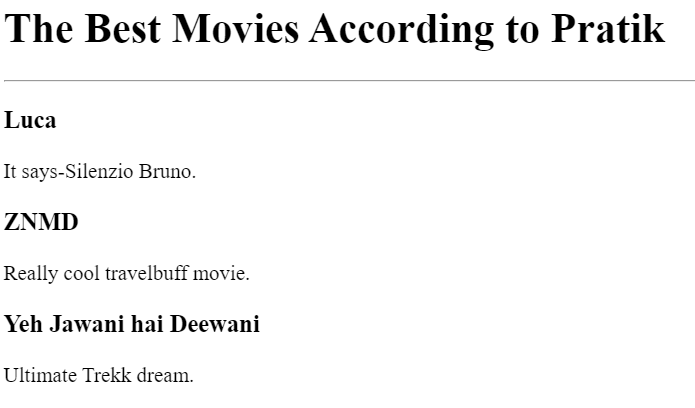 The Best Movies According to Pratik
Luca
It says-Silenzio Bruno.
ZNMD
Really cool travelbuff movie.
Yeh Jawani hai Deewani
Ultimate Trekk dream.